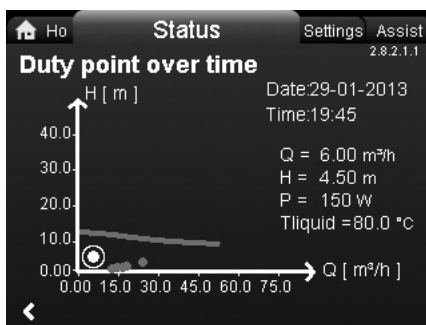 Ho Status Settings Assist
2.8.2.1.1
Duty point over time
H [ m ]
Date:29-01-2013
Time:19:45
40.0
30.0
20.0
10.0
0.00
Q = 6.00 m³/h
H = 4.50 m
P = 150 W
Tliquid =80.0 °C
Q [ m³/h ]
0.00 15.0 30.0 45.0 60.0 75.0